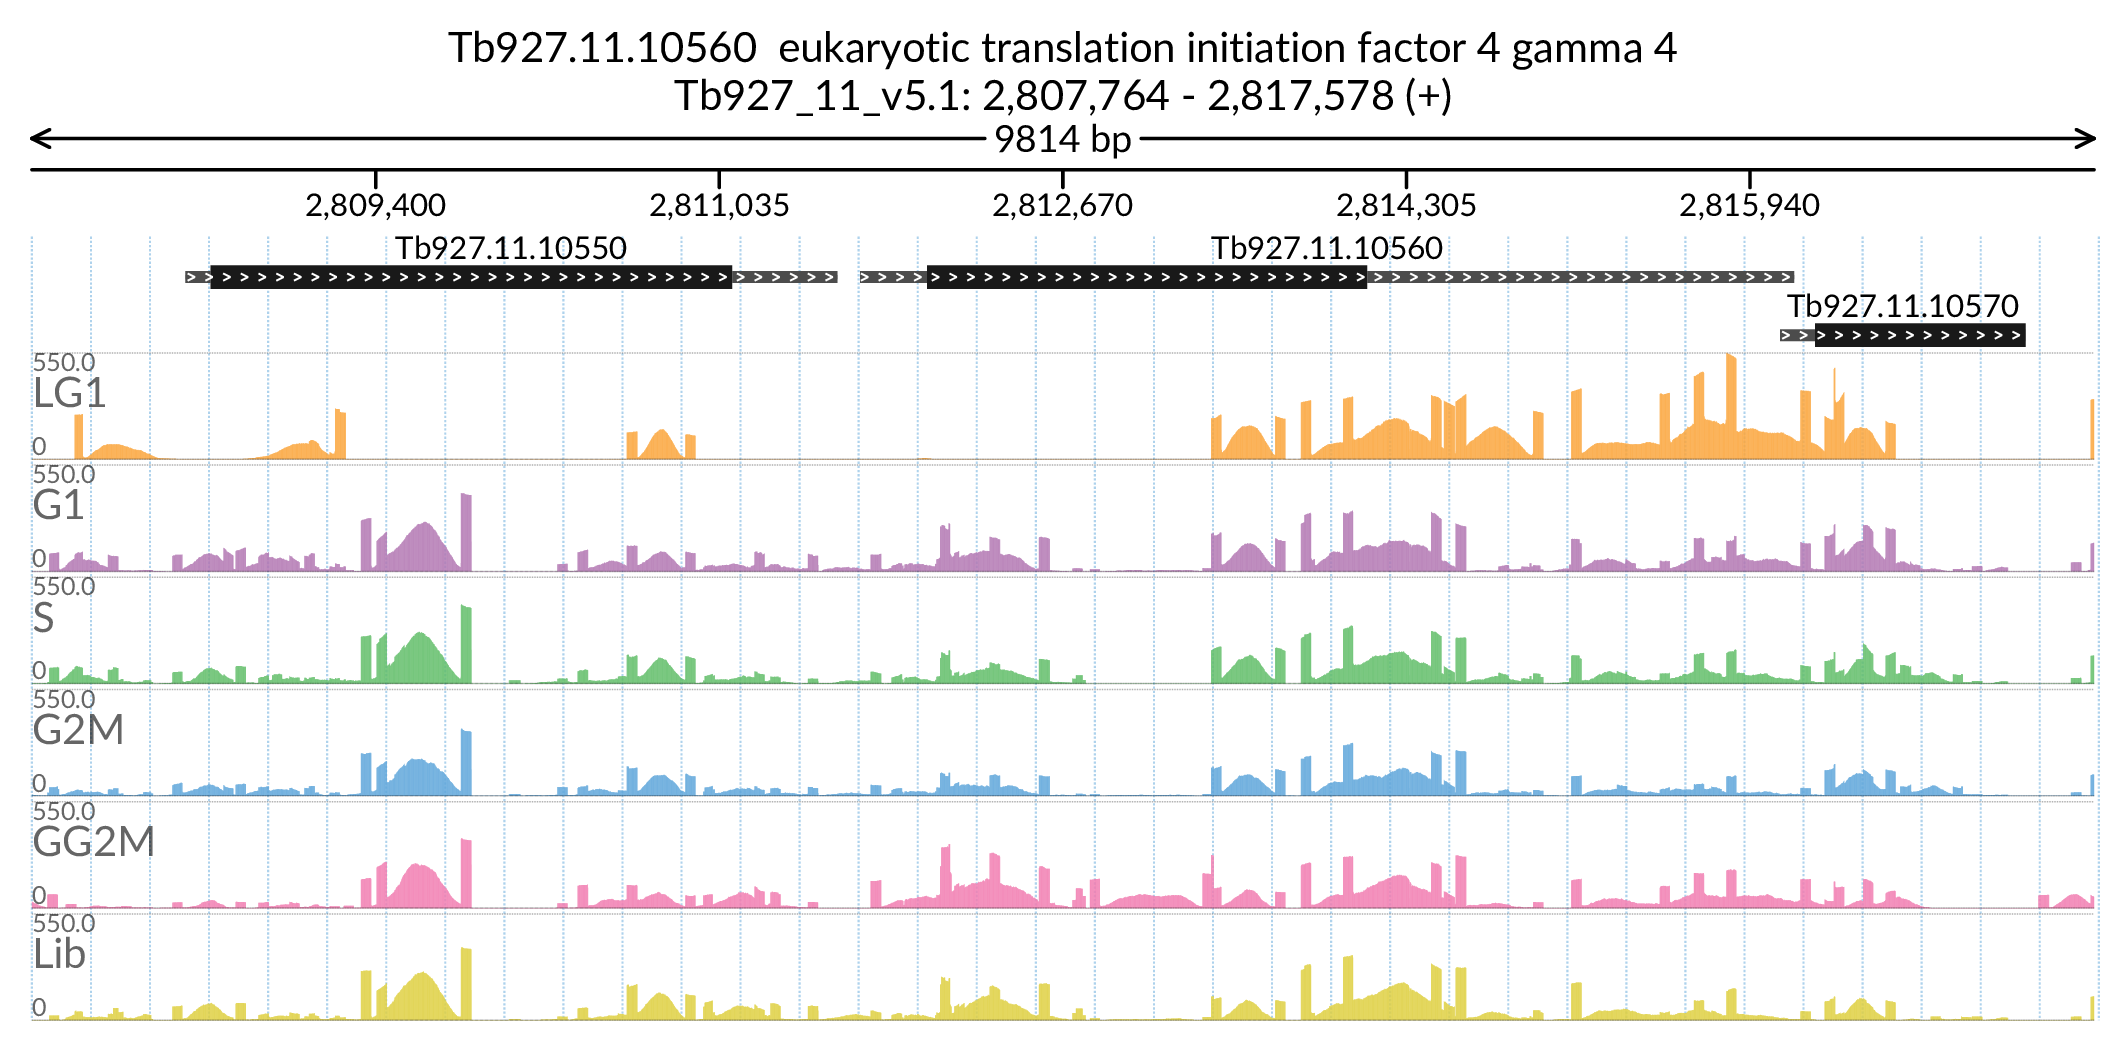 Tb927.11.10560  eukaryotic translation initiation factor 4 gamma 4
Tb927_11_v5.1: 2,807,764 - 2,817,578 (+)
9814 bp
2,809,400 2,811,035 2,812,670 2,814,305 2,815,940
Tb927.11.10550 Tb927.11.10560
Tb927.11.10570
550.0
LG1
0
550.0
G1
0
550.0
S
0
550.0
G2M
0
550.0
GG2M
0
550.0
Lib
0